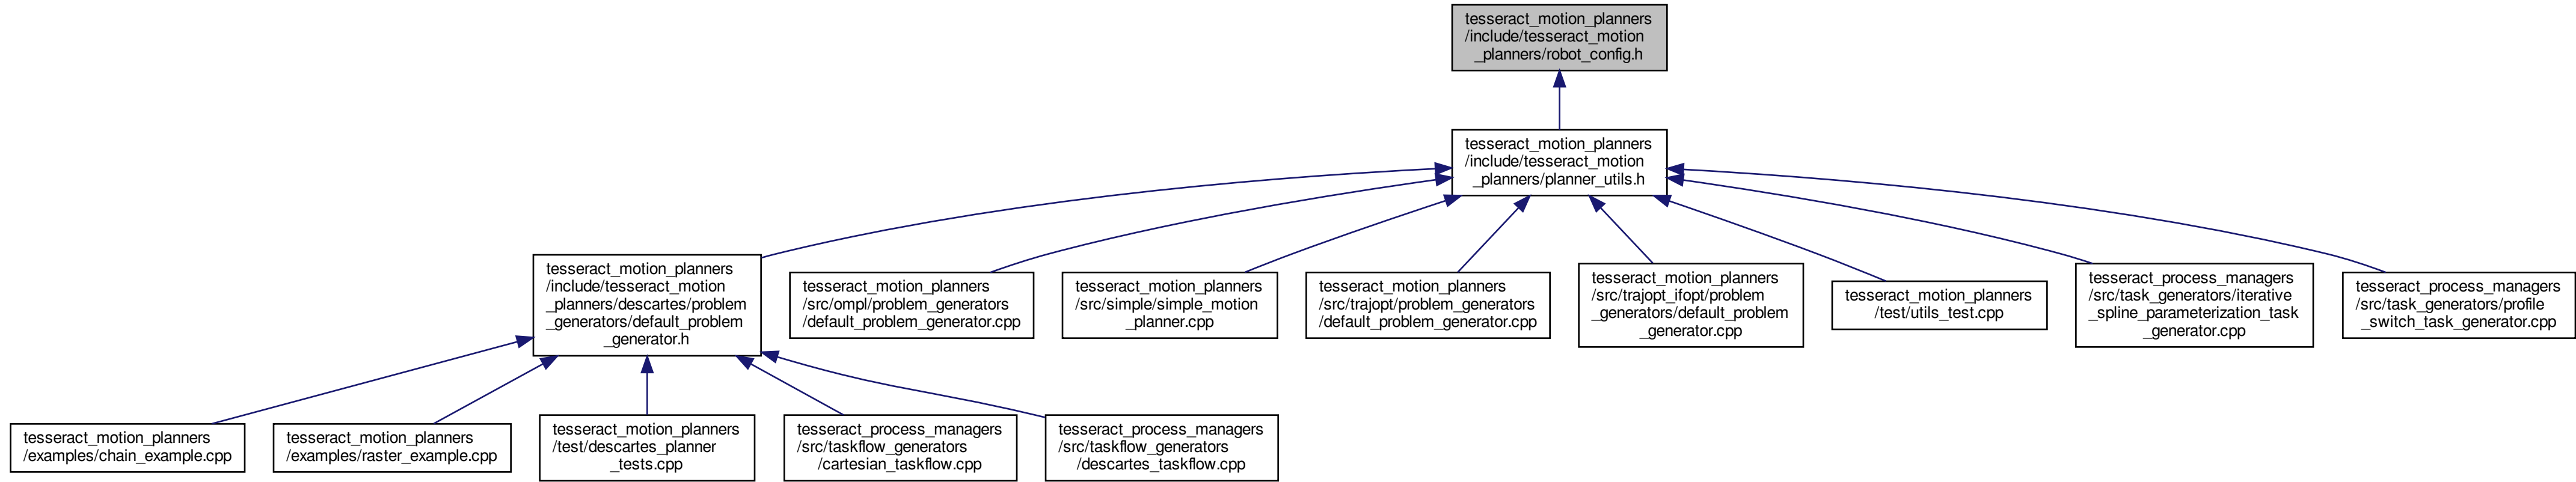 tesseract_motion_planners
/include/tesseract_motion
_planners/robot_config.h
tesseract_motion_planners
/include/tesseract_motion
_planners/planner_utils.h
tesseract_motion_planners
/include/tesseract_motion
_planners/descartes/problem
_generators/default_problem
_generator.h
tesseract_motion_planners
/src/ompl/problem_generators
/default_problem_generator.cpp
tesseract_motion_planners
/src/simple/simple_motion
_planner.cpp
tesseract_motion_planners
/src/trajopt/problem_generators
/default_problem_generator.cpp
tesseract_motion_planners
/src/trajopt_ifopt/problem
_generators/default_problem
_generator.cpp
tesseract_motion_planners
/test/utils_test.cpp
tesseract_process_managers
/src/task_generators/iterative
_spline_parameterization_task
_generator.cpp
tesseract_process_managers
/src/task_generators/profile
_switch_task_generator.cpp
tesseract_motion_planners
/examples/chain_example.cpp
tesseract_motion_planners
/examples/raster_example.cpp
tesseract_motion_planners
/test/descartes_planner
_tests.cpp
tesseract_process_managers
/src/taskflow_generators
/cartesian_taskflow.cpp
tesseract_process_managers
/src/taskflow_generators
/descartes_taskflow.cpp